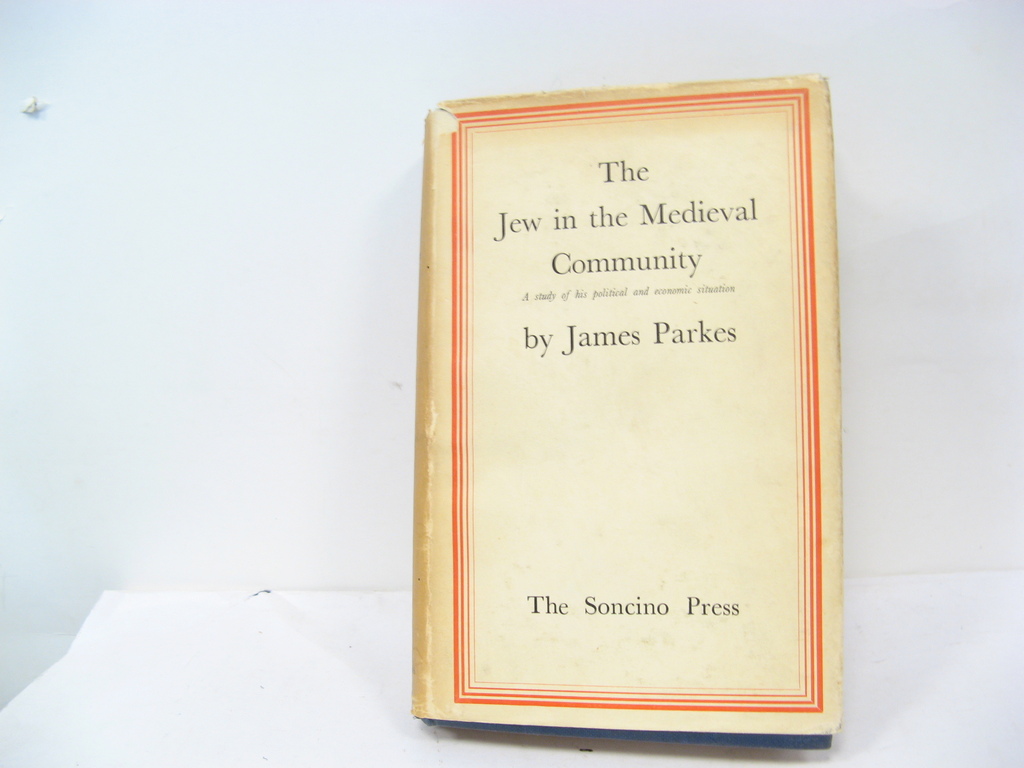 The
Jew in the Medieval
Community
A study of his political and economic situation
by James Parkes
The Soncino Press